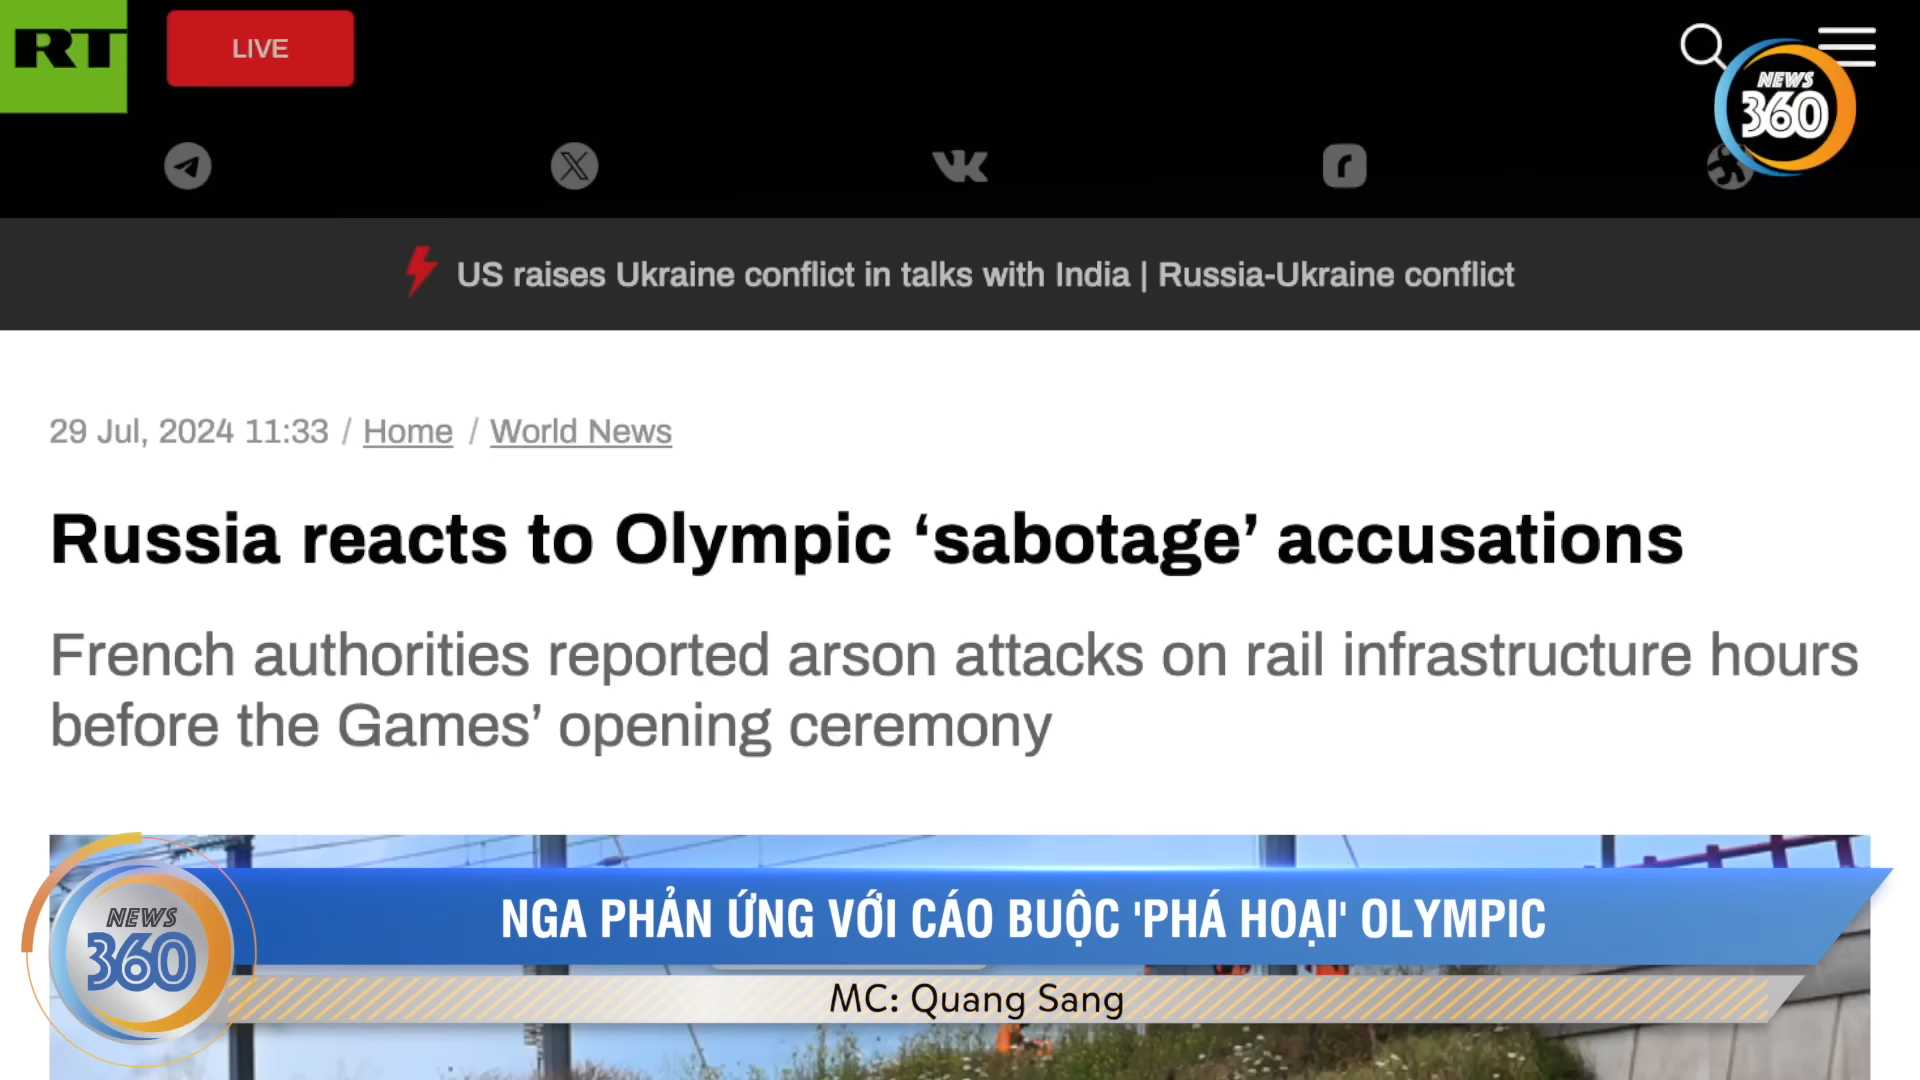 RT
LIVE
NEWS
360
US raises Ukraine conflict in talks with India | Russia-Ukraine conflict
29 Jul, 2024 11:33 / Home / World News
Russia reacts to Olympic ‘sabotage’ accusations
French authorities reported arson attacks on rail infrastructure hours
before the Games’ opening ceremony
NGA PHẢN ỨNG VỚI CÁO BUỘC 'PHÁ HOẠI' OLYMPIC
NEWS
360
MC: Quang Sang